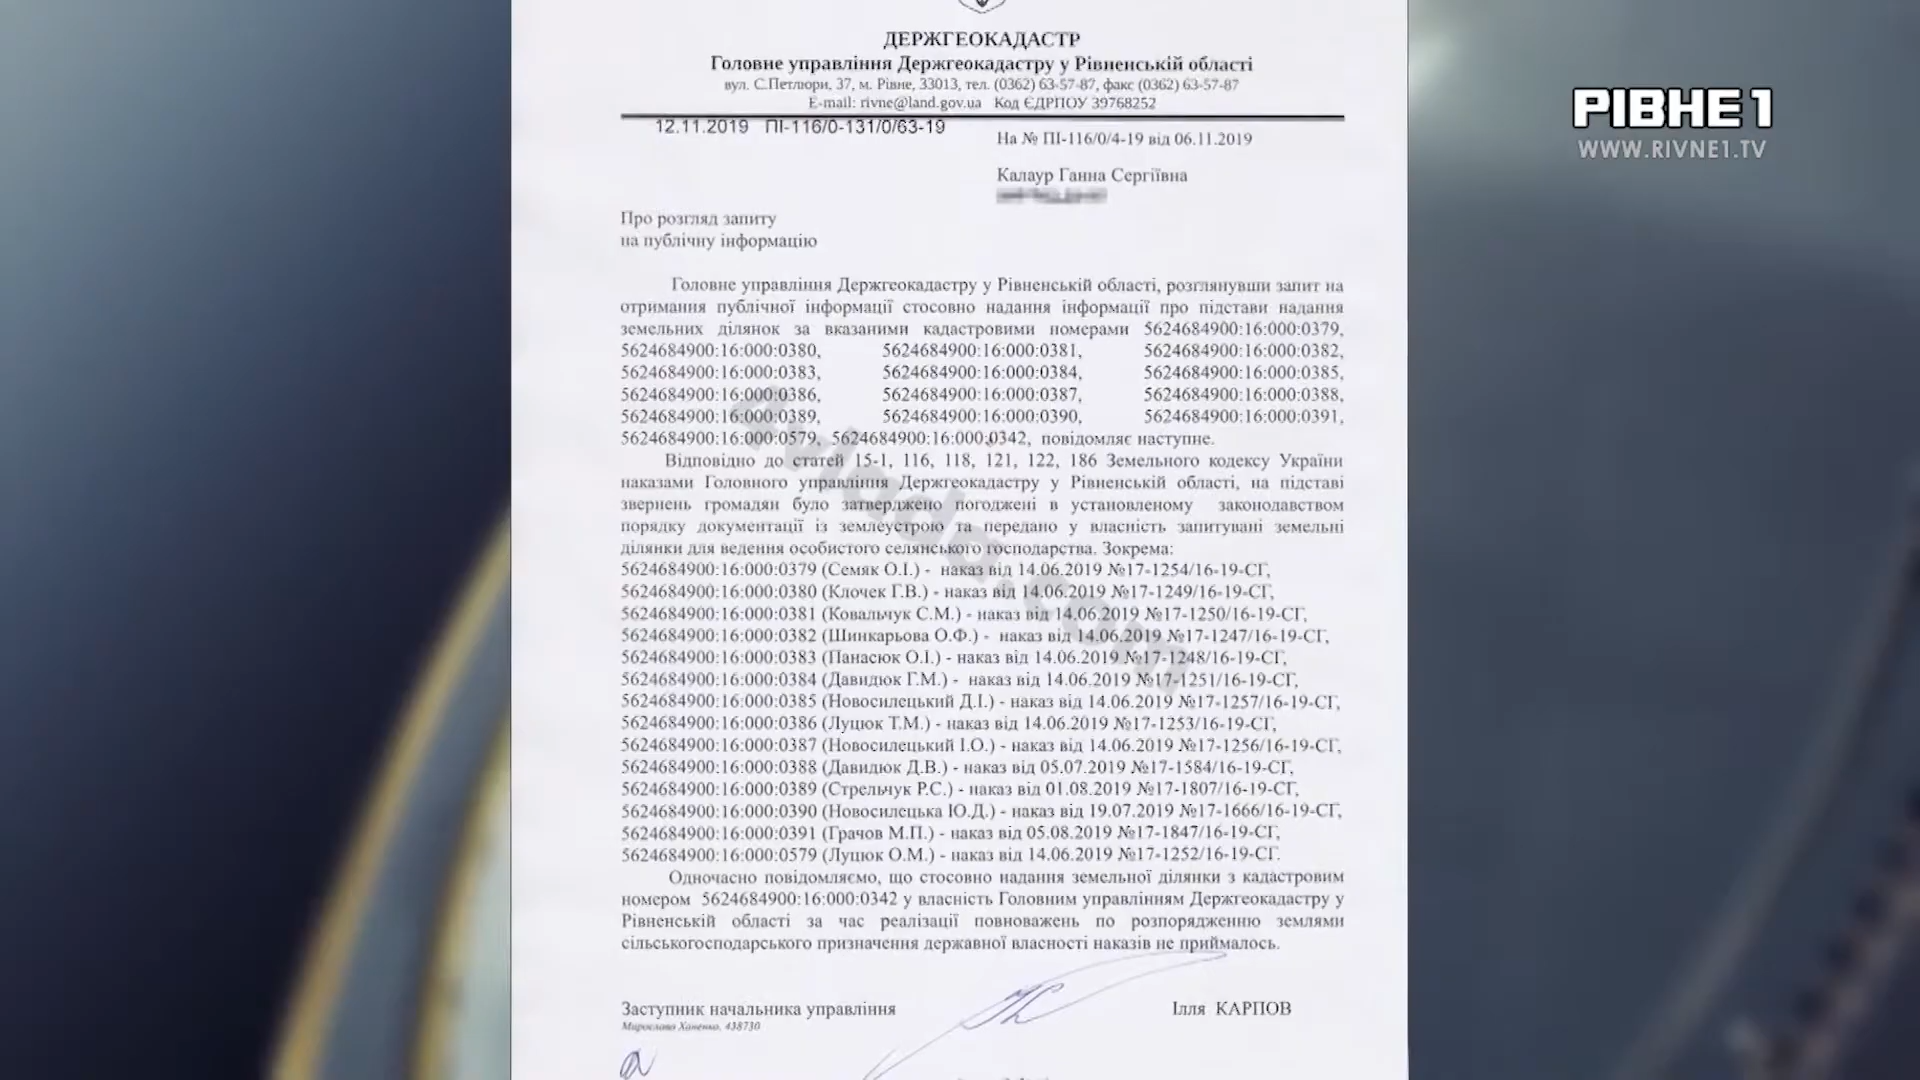 ДЕРЖГЕОКАДАСТР
Головне управління Держгеокадастру у Рівненській області
вул. С.Петлюри, 37, м. Рівне, 33013, тел. (0362) 63-57-87, факс (0362) 63-57-87
E-mail: rivne@land.gov.ua Код ЄДРПОУ 39768252
РІВНЕ 1
WWW.RIVNE1.TV
12.11.2019 ПІ-116/0-131/0/63-19
На № ПІ-116/0/4-19 від 06.11.2019
Калаур Ганна Сергіївна
Про розгляд запиту
на публічну інформацію
Головне управління Держгеокадастру у Рівненській області, розглянувши запит на
отримання публічної інформації стосовно надання інформації про підстави надання
земельних ділянок за вказаними кадастровими номерами 5624684900:16:000:0379,
5624684900:16:000:0380, 5624684900:16:000:0381, 5624684900:16:000:0382,
5624684900:16:000:0383, 5624684900:16:000:0384, 5624684900:16:000:0385,
5624684900:16:000:0386, 5624684900:16:000:0387, 5624684900:16:000:0388,
5624684900:16:000:0389, 5624684900:16:000:0390, 5624684900:16:000:0391,
5624684900:16:000:0579, 5624684900:16:000:0342, повідомляє наступне.
Відповідно до статей 15-1, 116, 118, 121, 122, 186 Земельного кодексу України
наказами Головного управління Держгеокадастру у Рівненській області, на підставі
звернень громадян було затверджено погоджені в установленому законодавством
порядку документації із землеустрою та передано у власність запитувані земельні
ділянки для ведення особистого селянського господарства. Зокрема:
5624684900:16:000:0379 (Семяк О.І.) - наказ від 14.06.2019 №17-1254/16-19-СГ,
5624684900:16:000:0380 (Клочек Г.В.) - наказ від 14.06.2019 №17-1249/16-19-СГ,
5624684900:16:000:0381 (Ковальчук С.М.) - наказ від 14.06.2019 №17-1250/16-19-СГ,
5624684900:16:000:0382 (Шинкарьова О.Ф.) - наказ від 14.06.2019 №17-1247/16-19-СГ,
5624684900:16:000:0383 (Панасюк О.І.) - наказ від 14.06.2019 №17-1248/16-19-СГ,
5624684900:16:000:0384 (Давидюк Г.М.) - наказ від 14.06.2019 №17-1251/16-19-СГ,
5624684900:16:000:0385 (Новосилецький Д.І.) - наказ від 14.06.2019 №17-1257/16-19-СГ,
5624684900:16:000:0386 (Луцюк Т.М.) - наказ від 14.06.2019 №17-1253/16-19-СГ,
5624684900:16:000:0387 (Новосилецький І.О.) - наказ від 14.06.2019 №17-1256/16-19-СГ,
5624684900:16:000:0388 (Давидюк Д.В.) - наказ від 05.07.2019 №17-1584/16-19-СГ,
5624684900:16:000:0389 (Стрельчук Р.С.) - наказ від 01.08.2019 №17-1807/16-19-СГ,
5624684900:16:000:0390 (Новосилецька Ю.Д.) - наказ від 19.07.2019 №17-1666/16-19-СГ,
5624684900:16:000:0391 (Грачов М.П.) - наказ від 05.08.2019 №17-1847/16-19-СГ,
5624684900:16:000:0579 (Луцюк О.М.) - наказ від 14.06.2019 №17-1252/16-19-СГ.
Одночасно повідомляємо, що стосовно надання земельної ділянки з кадастровим
номером 5624684900:16:000:0342 у власність Головним управлінням Держгеокадастру у
Рівненській області за час реалізації повноважень по розпорядженню землями
сільськогосподарського призначення державної власності наказів не приймалось.
Заступник начальника управління Ілля КАРПОВ
Мирослава Ханенко, 438730